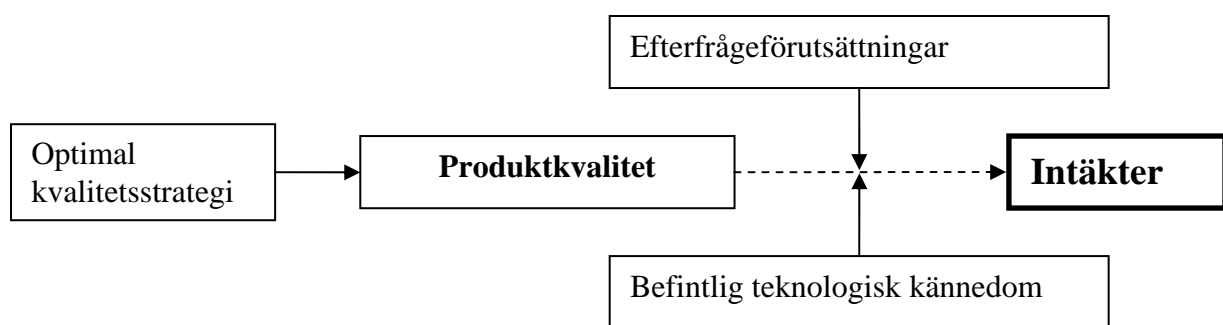 Efterfrågeförutsättningar
Optimal
kvalitetsstrategi
Produktkvalitet
Intäkter
Befintlig teknologisk kännedom